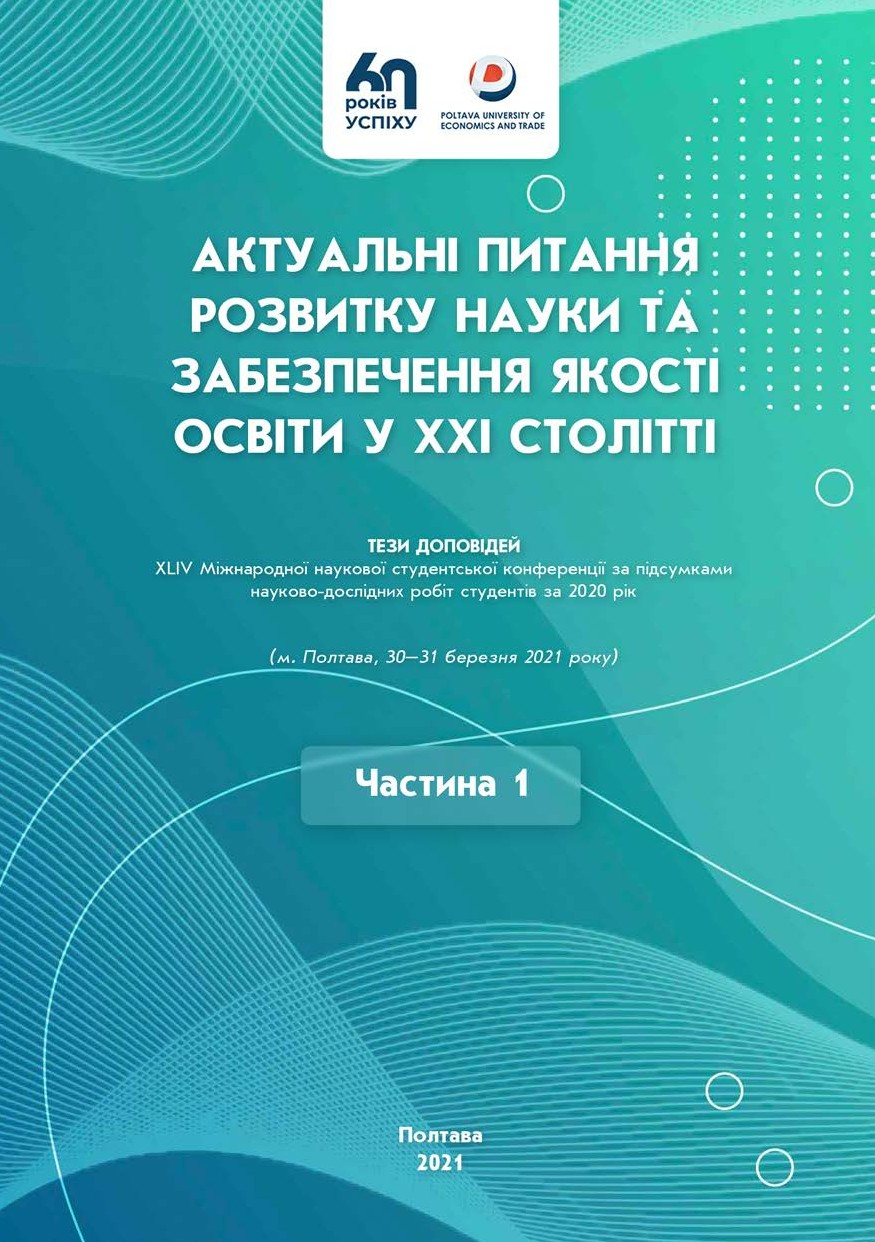 60
років
УСПІХУ
POLTAVA UNIVERSITY OF
ECONOMICS AND TRADE
АКТУАЛЬНІ ПИТАННЯ
РОЗВИТКУ НАУКИ ТА
ЗАБЕЗПЕЧЕННЯ ЯКОСТІ
ОСВІТИ У ХХІ СТОЛІТТІ
ТЕЗИ ДОПОВІДЕЙ
XLIV Міжнародної наукової студентської конференції за підсумками
науково-дослідних робіт студентів за 2020 рік
(м. Полтава, 30–31 березня 2021 року)
Частина 1
Полтава
2021